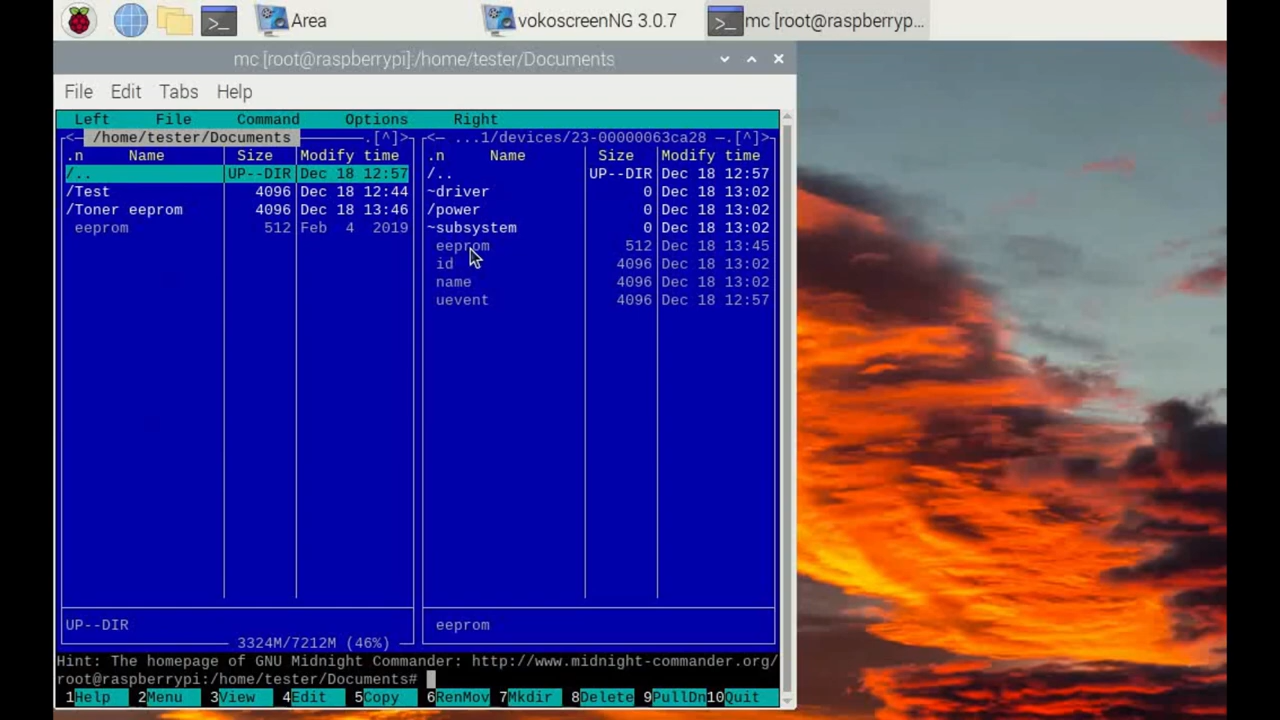 Area vokoscreenNG 3.0.7 mc [root@raspberryp...
mc [root@raspberrypi]:/home/tester/Documents
File Edit Tabs Help
Left File Command Options Right
<— /home/tester/Documents .[^]> <— ...1/devices/23-00000063ca28 —.[^]>
.n Name Size Modify time .n Name Size Modify time
/.. UP--DIR Dec 18 12:57 /.. UP--DIR Dec 18 12:57
/Test 4096 Dec 18 12:44 ~driver 0 Dec 18 13:02
/Toner eeprom 4096 Dec 18 13:46 /power 0 Dec 18 13:02
eeprom 512 Feb 4 2019 ~subsystem 0 Dec 18 13:02
eeprom 512 Dec 18 13:45
id 4096 Dec 18 13:02
name 4096 Dec 18 13:02
uevent 4096 Dec 18 12:57
UP--DIR eeprom
3324M/7212M (46%)
Hint: The homepage of GNU Midnight Commander: http://www.midnight-commander.org/
root@raspberrypi:/home/tester/Documents#
1Help 2Menu 3View 4Edit 5Copy 6RenMov 7Mkdir 8Delete 9PullDn 10Quit